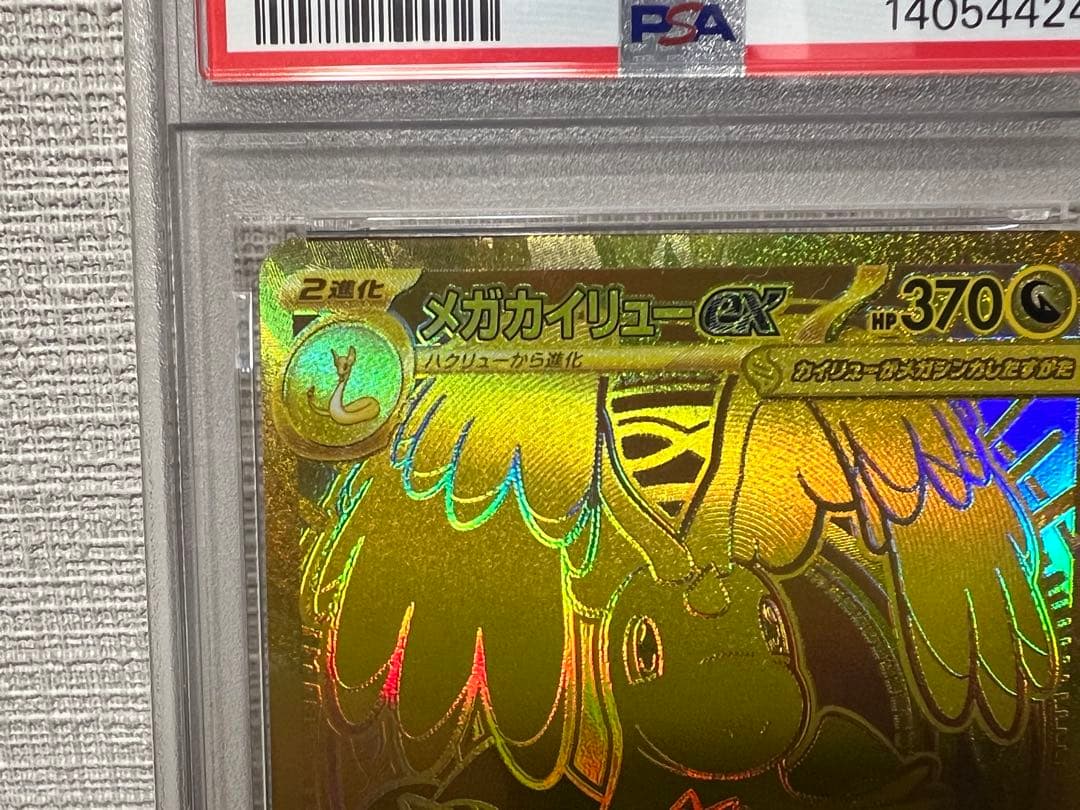 PSA
14054424
2進化
メガカイリューex
HP370
ハクリューから進化
カイリューがメガシンカしたすがた